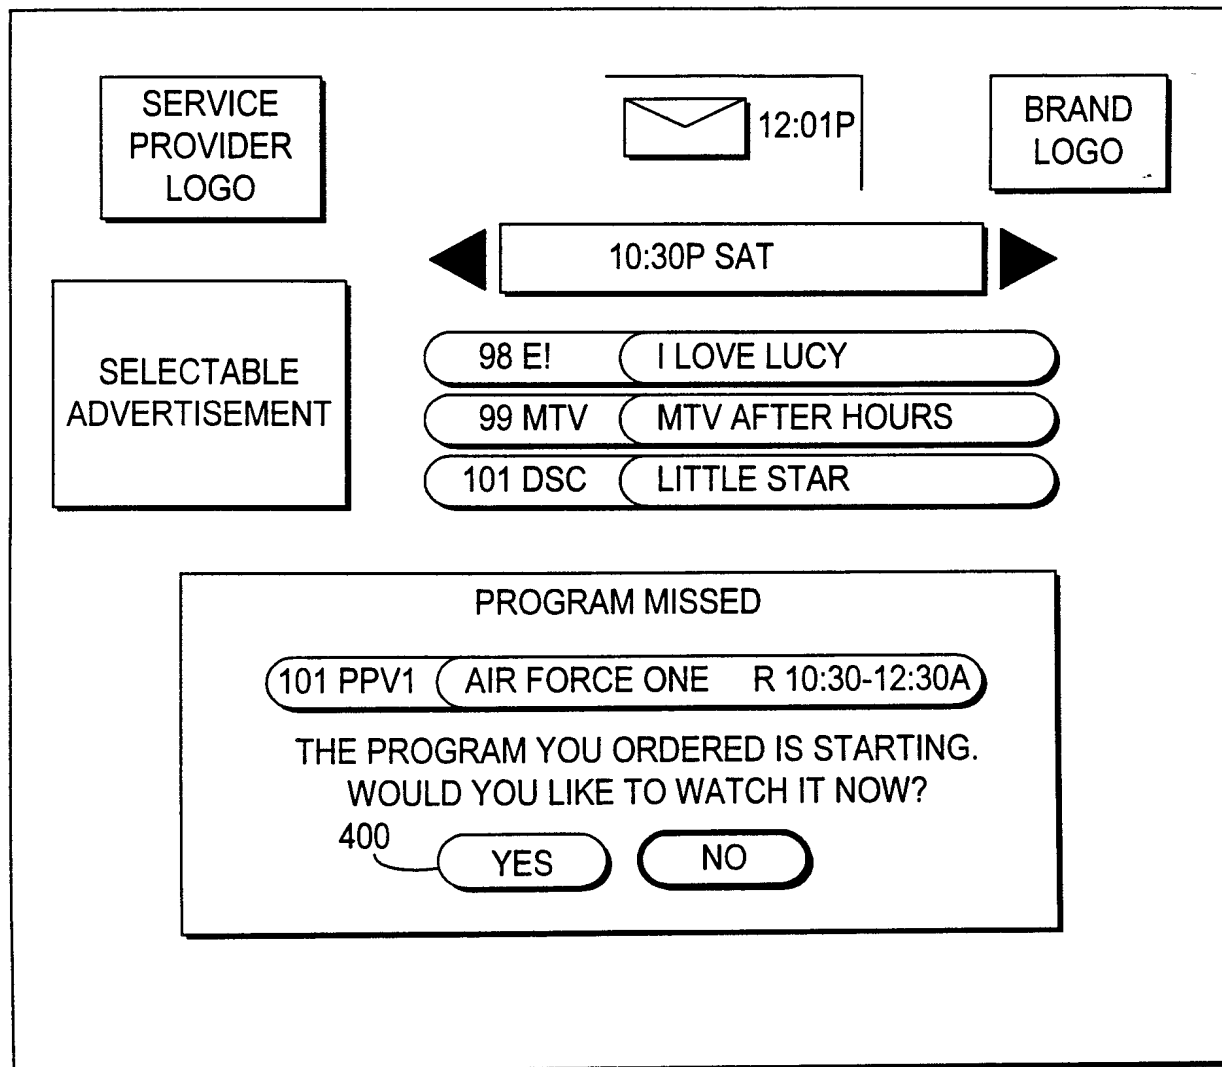 SERVICE
PROVIDER
LOGO
12:01P
BRAND
LOGO
10:30P SAT
SELECTABLE
ADVERTISEMENT
98 E! I LOVE LUCY
99 MTV MTV AFTER HOURS
101 DSC LITTLE STAR
PROGRAM MISSED
101 PPV1 AIR FORCE ONE R 10:30-12:30A
THE PROGRAM YOU ORDERED IS STARTING.
WOULD YOU LIKE TO WATCH IT NOW?
400
YES NO